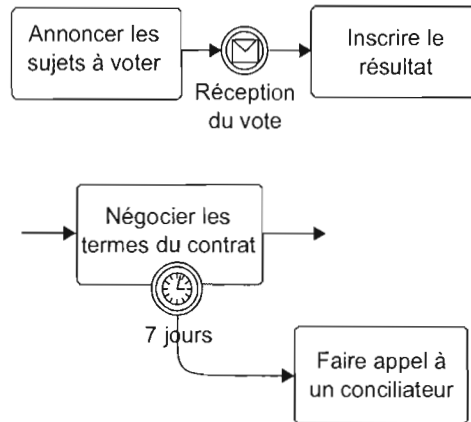 Annoncer les
sujets à voter
Réception
du vote
Inscrire le
résultat
Négocier les
termes du contrat
7 jours
Faire appel à
un conciliateur